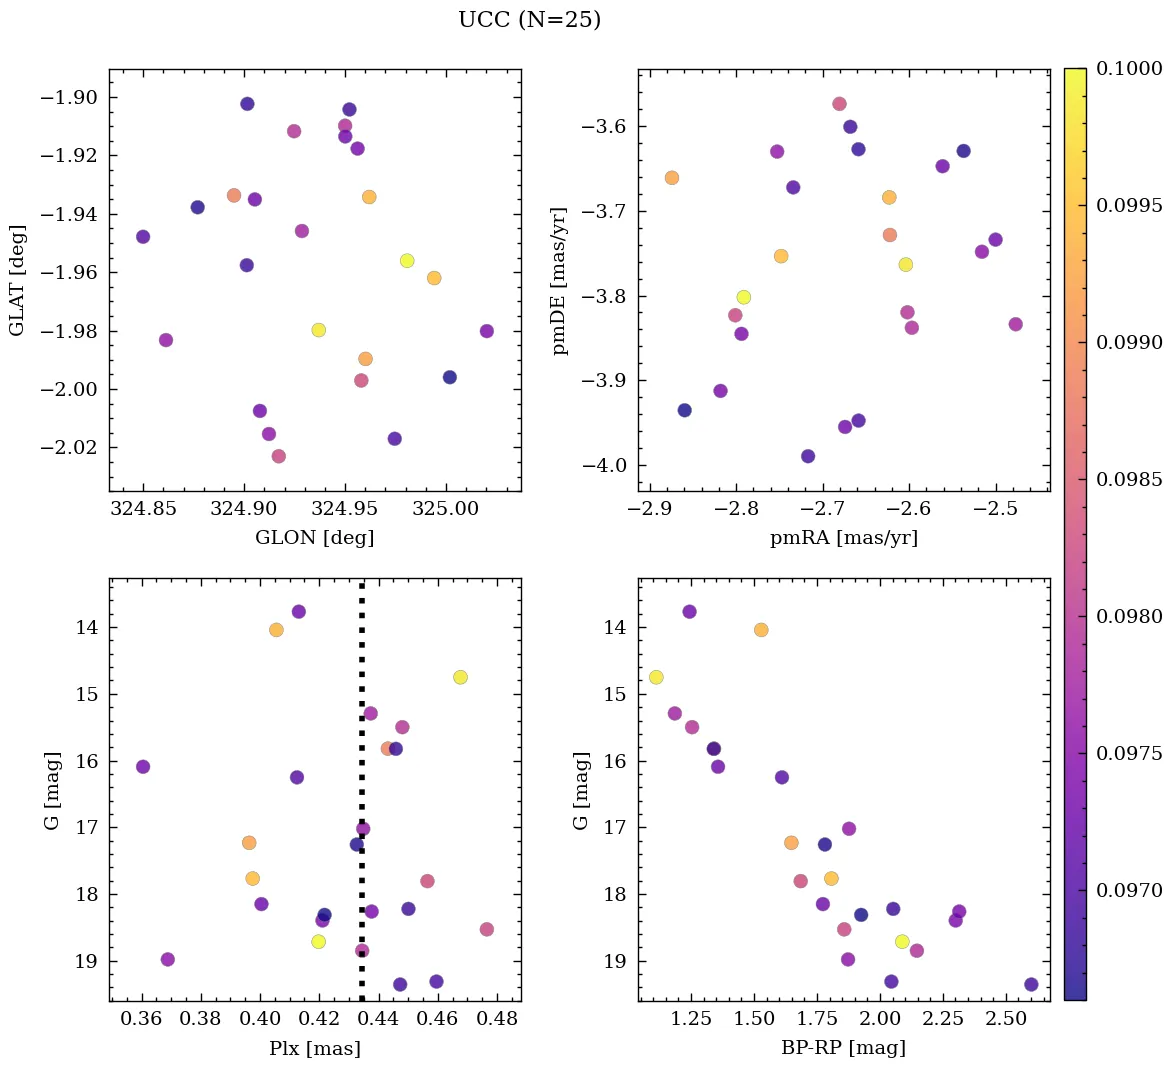 UCC (N=25)
−1.90
−1.92
−1.94
−1.96
−1.98
−2.00
−2.02
GLAT [deg]
324.85 324.90 324.95 325.00
GLON [deg]
−3.6
−3.7
−3.8
−3.9
−4.0
pmDE [mas/yr]
−2.9 −2.8 −2.7 −2.6 −2.5
pmRA [mas/yr]
14
15
16
17
18
19
G [mag]
0.36 0.38 0.40 0.42 0.44 0.46 0.48
Plx [mas]
14
15
16
17
18
19
G [mag]
1.25 1.50 1.75 2.00 2.25 2.50
BP-RP [mag]
0.1000
0.0995
0.0990
0.0985
0.0980
0.0975
0.0970